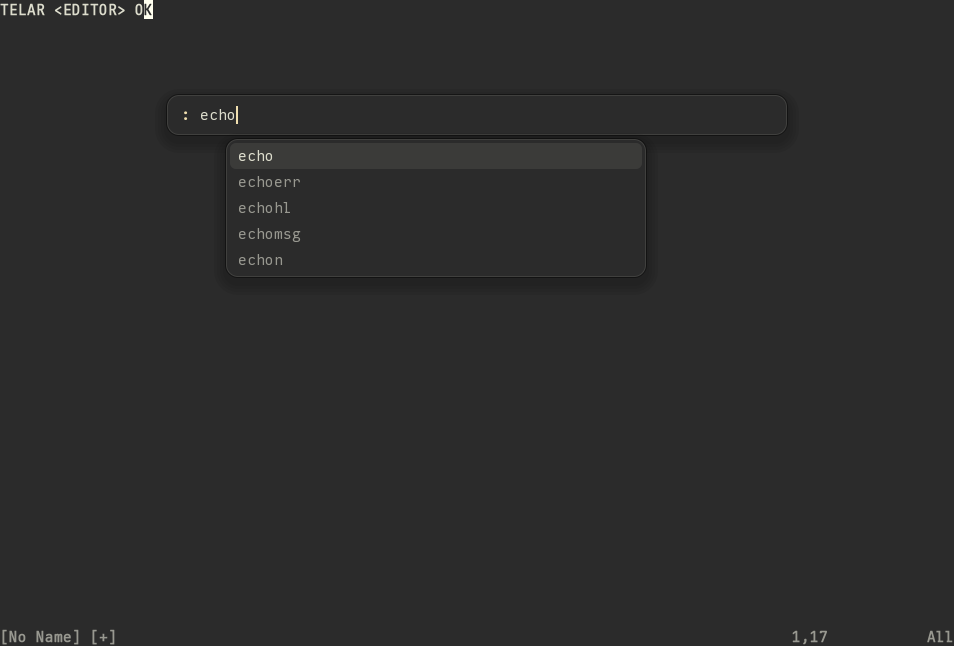 TELAR <EDITOR> OK
: echo
echo
echoerr
echohl
echomsg
echon
[No Name] [+] 1,17 All